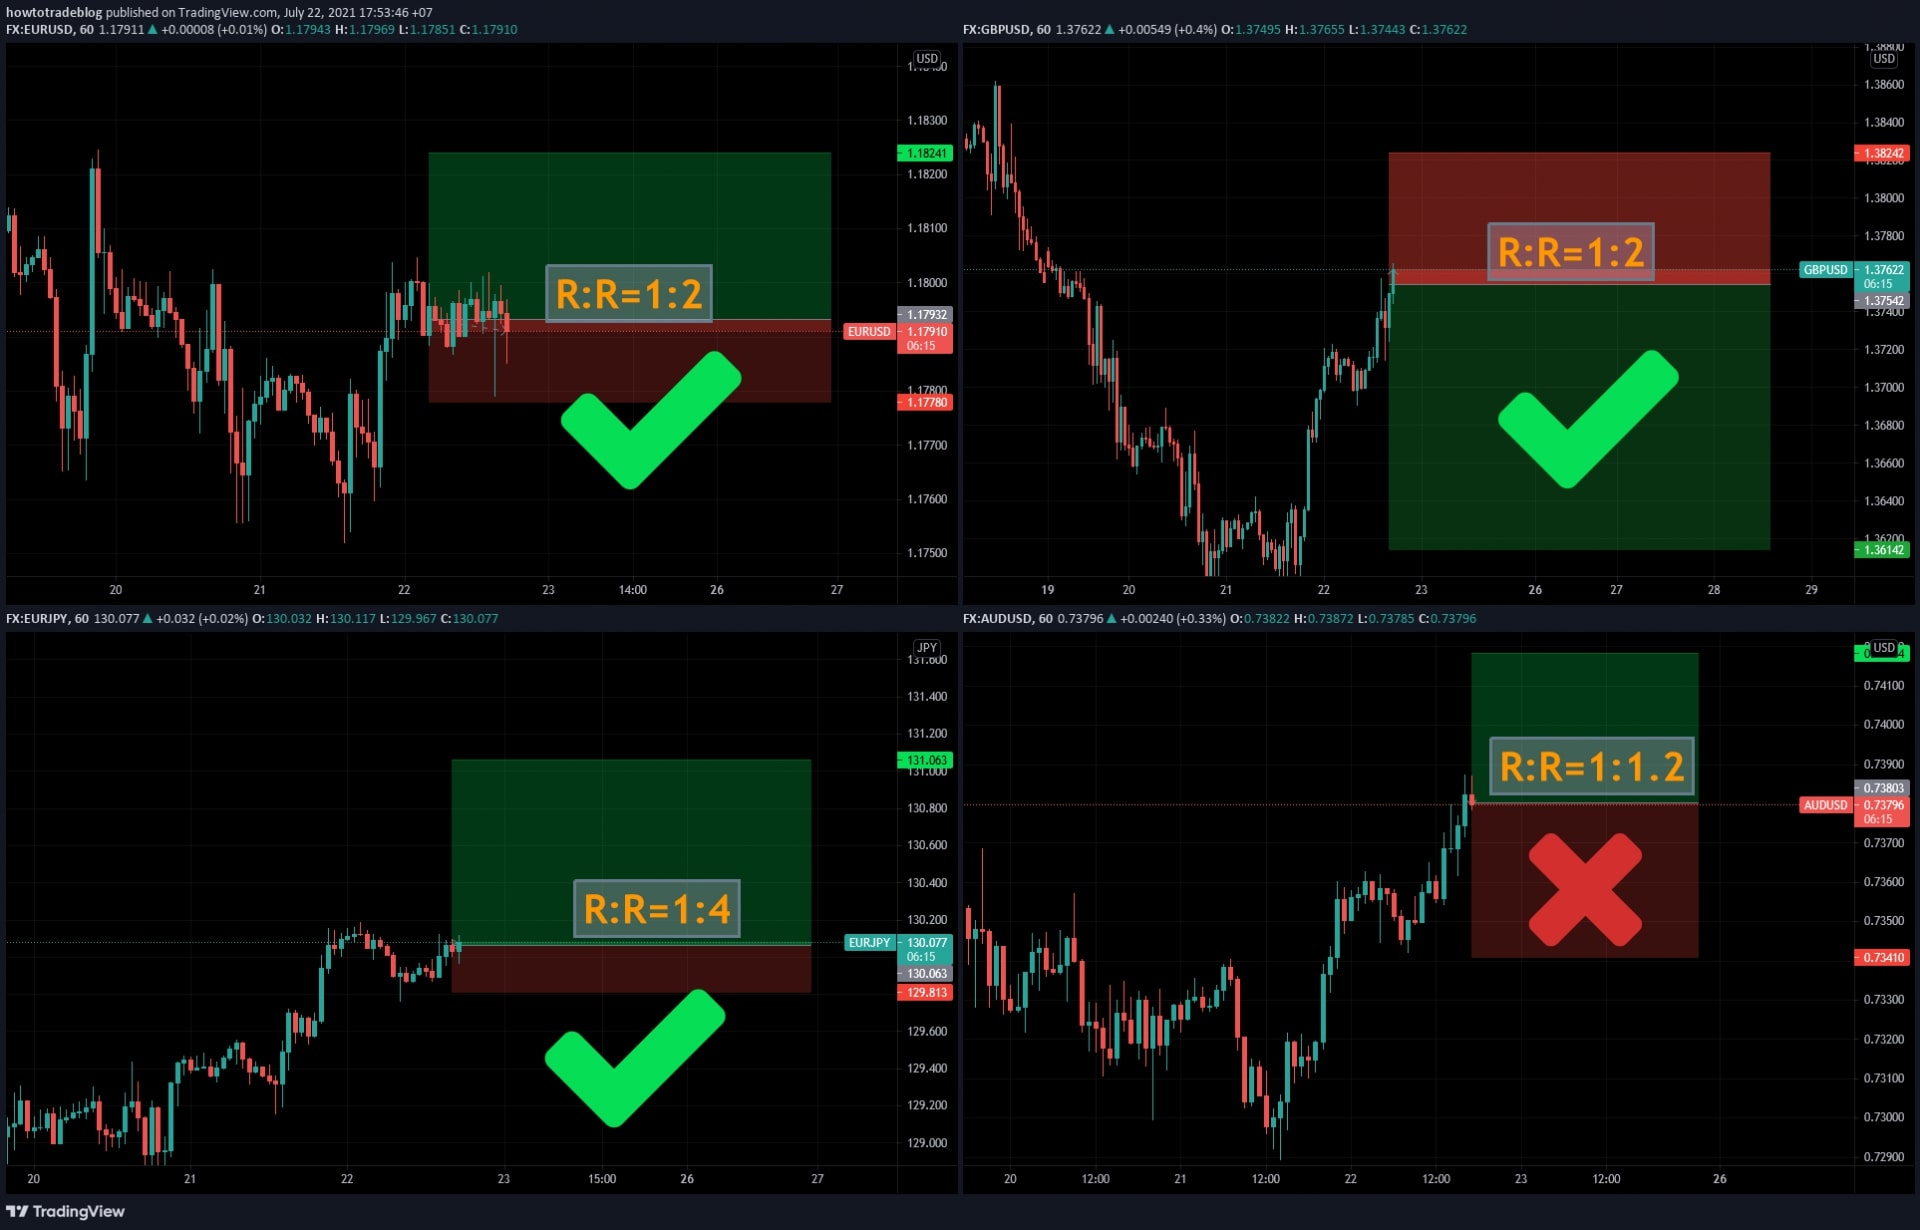 howtotradeblog published on TradingView.com, July 22, 2021 17:53:46 +07
FX:EURUSD, 60 1.17911 ▲ +0.00008 (+0.01%) O:1.17943 H:1.17969 L:1.17851 C:1.17910
USD
1.18300
1.18241
1.18200
1.18100
1.18000
1.17932
EURUSD 1.17910
06:15
1.17800
1.17780
1.17700
1.17600
1.17500
R:R=1:2
20 21 22 23 14:00 26 27
FX:GBPUSD, 60 1.37622 ▲ +0.00549 (+0.4%) O:1.37495 H:1.37655 L:1.37443 C:1.37622
1.38800
USD
1.38600
1.38400
1.38242
1.38000
1.37800
GBPUSD 1.37622
06:15
1.37542
1.37400
1.37200
1.37000
1.36800
1.36600
1.36400
1.36200
1.36142
R:R=1:2
19 20 21 22 23 26 27 28 29
FX:EURJPY, 60 130.077 ▲ +0.032 (+0.02%) O:130.032 H:130.117 L:129.967 C:130.077
JPY
131.600
131.400
131.200
131.063
131.000
130.800
130.600
130.400
130.200
EURJPY 130.077
06:15
130.063
129.813
129.600
129.400
129.200
129.000
R:R=1:4
20 21 22 23 15:00 26 27
FX:AUDUSD, 60 0.73796 ▲ +0.00240 (+0.33%) O:0.73822 H:0.73872 L:0.73785 C:0.73796
USD
0.74100
0.74000
0.73900
0.73803
AUDUSD 0.73796
06:15
0.73700
0.73600
0.73500
0.73410
0.73300
0.73200
0.73100
0.73000
0.72900
R:R=1:1.2
20 12:00 21 12:00 22 12:00 23 12:00 26
TradingView